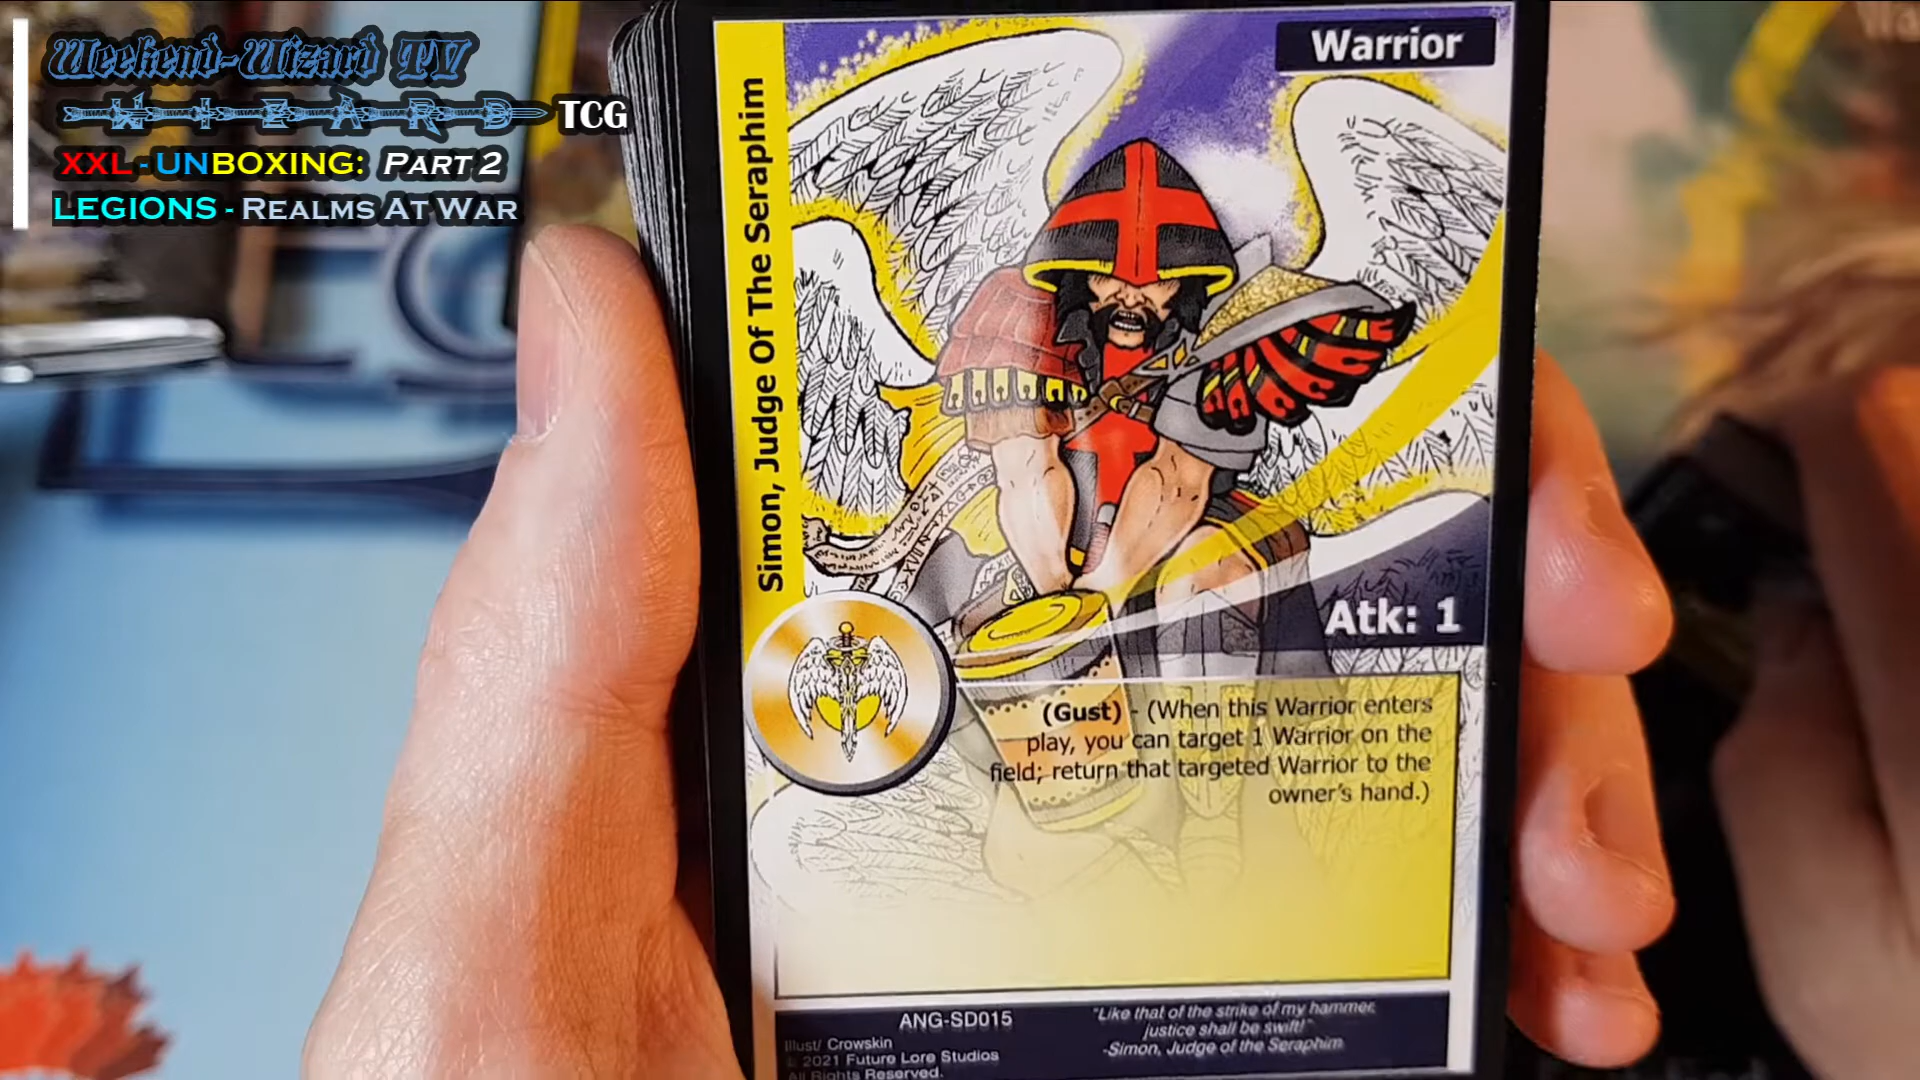 Weekend-Wizard TV
WIZARD TCG
XXL - UNBOXING: PART 2
LEGIONS - REALMS AT WAR
Warrior
Simon, Judge Of The Seraphim
Atk: 1
(Gust) - (When this Warrior enters
play, you can target 1 Warrior on the
field; return that targeted Warrior to the
owner's hand.)
ANG-SD015
Illust/ Crowskin
© 2021 Future Lore Studios
All Rights Reserved.
"Like that of the strike of my hammer,
justice shall be swift!"
-Simon, Judge of the Seraphim